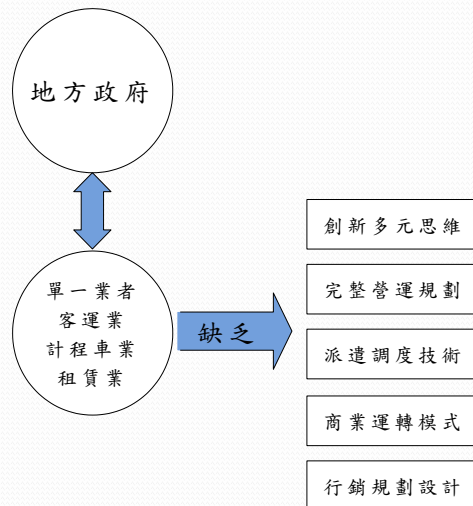 地方政府
單一業者
客運業
計程車業
租賃業
缺乏
創新多元思維
完整營運規劃
派遣調度技術
商業運轉模式
行銷規劃設計